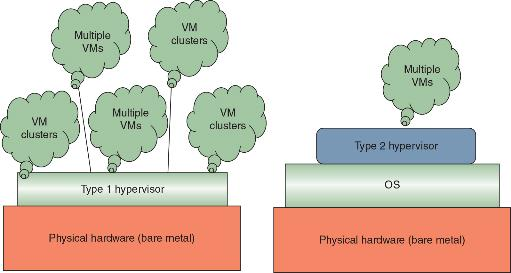 Multiple
VMs
VM
clusters
VM
clusters
Multiple
VMs
VM
clusters
Type 1 hypervisor
Physical hardware (bare metal)
Multiple
VMs
Type 2 hypervisor
OS
Physical hardware (bare metal)